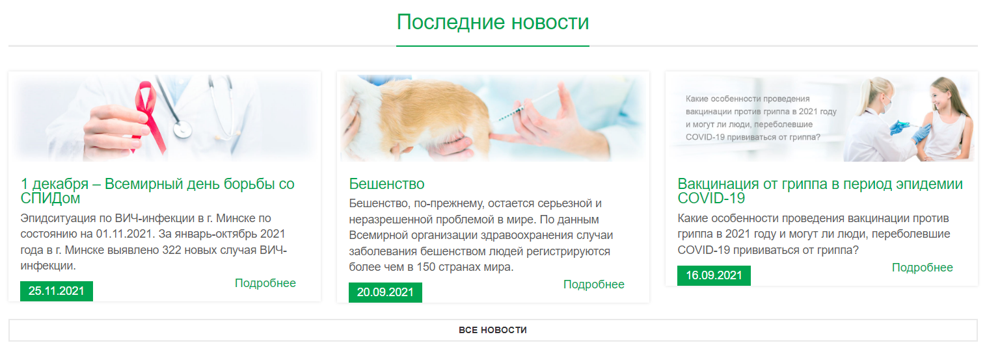 Последние новости
Какие особенности проведения
вакцинации против гриппа в 2021 году
и могут ли люди, переболевшие
COVID-19 прививаться от гриппа?
1 декабря – Всемирный день борьбы со
СПИДом
Эпидситуация по ВИЧ-инфекции в г. Минске по
состоянию на 01.11.2021. За январь-октябрь 2021
года в г. Минске выявлено 322 новых случая ВИЧ-
инфекции.
Подробнее
25.11.2021
Бешенство
Бешенство, по-прежнему, остается серьезной и
неразрешенной проблемой в мире. По данным
Всемирной организации здравоохранения случаи
заболевания бешенством людей регистрируются
более чем в 150 странах мира.
Подробнее
20.09.2021
Вакцинация от гриппа в период эпидемии
COVID-19
Какие особенности проведения вакцинации против
гриппа в 2021 году и могут ли люди, переболевшие
COVID-19 прививаться от гриппа?
Подробнее
16.09.2021
ВСЕ НОВОСТИ